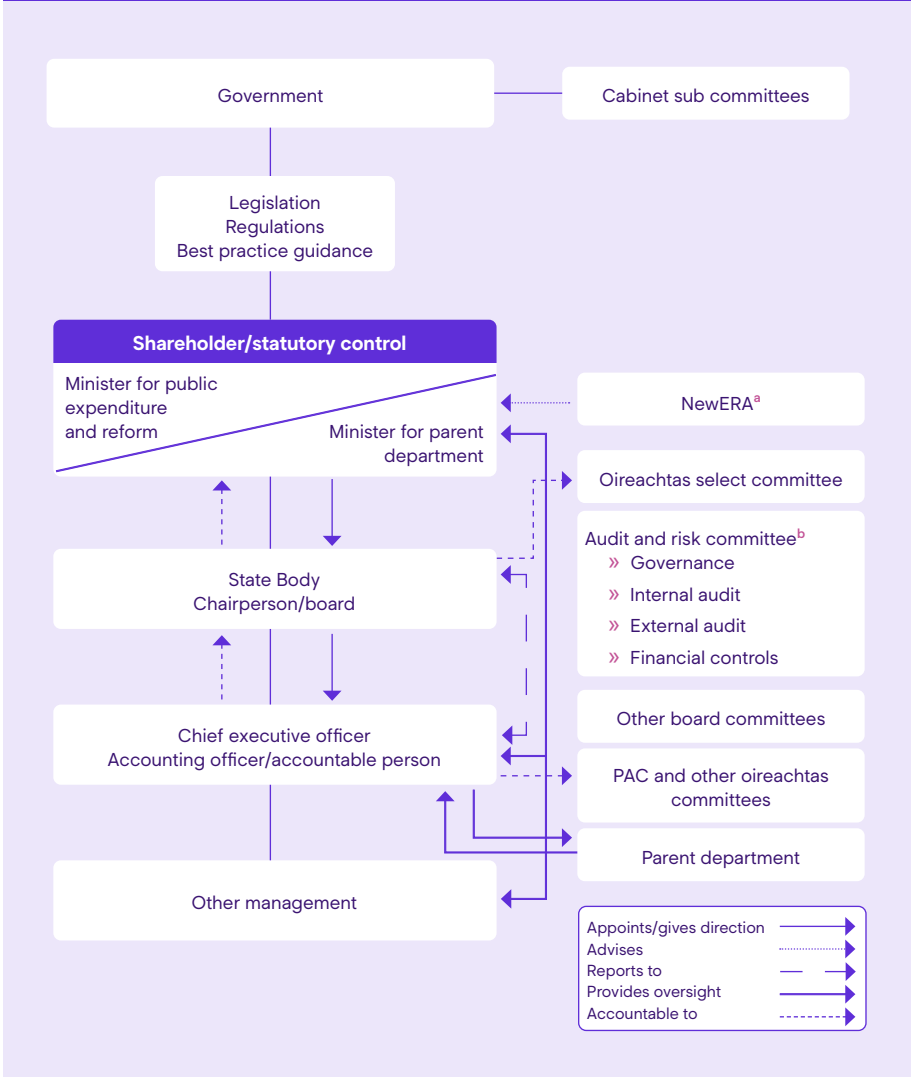 Government
Cabinet sub committees
Legislation
Regulations
Best practice guidance
Shareholder/statutory control
Minister for public
expenditure
and reform
Minister for parent
department
NewERAa
Oireachtas select committee
Audit and risk committeeb
» Governance
» Internal audit
» External audit
» Financial controls
State Body
Chairperson/board
Other board committees
Chief executive officer
Accounting officer/accountable person
PAC and other oireachtas
committees
Parent department
Other management
Appoints/gives direction
Advises
Reports to
Provides oversight
Accountable to